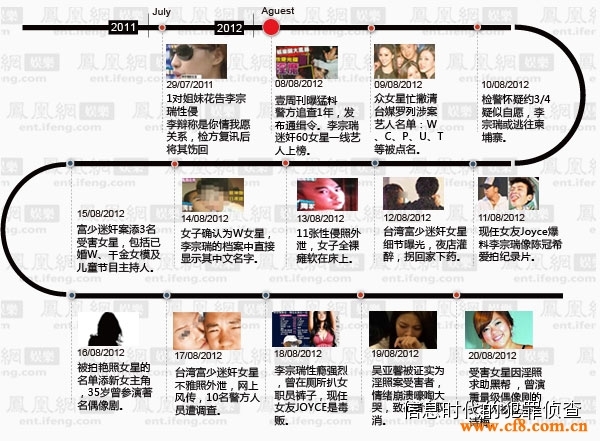 July
Aguest
2011
2012
29/07/2011
1对姐妹花告李宗
瑞性侵
李辩称是你情我愿
关系，检方复讯后
将其饬回
08/08/2012
壹周刊曝猛料
警方追查1年，发
布通缉令。李宗瑞
迷奸60女星一线艺
人上榜。
09/08/2012
众女星忙撇清
台媒罗列涉案
艺人名单：W
、C、P、U、T
等被点名。
10/08/2012
检警怀疑约3/4
疑似自愿，李
宗瑞或逃往柬
埔寨。
15/08/2012
富少迷奸案添3名
受害女星，包括已
婚W、千金女模及
儿童节目主持人。
14/08/2012
女子确认为W女星，
李宗瑞的档案中直接
显示其中文名字。
13/08/2012
11张性侵照外
泄，女子全裸
瘫软在床上。
12/08/2012
台湾富少迷奸女星
细节曝光，夜店灌
醉，拐回家下药。
11/08/2012
现任女友Joyce爆
料李宗瑞像陈冠希
爱拍纪录片。
16/08/2012
被拍艳照女星的
名单添新女主角
，35岁曾参演著
名偶像剧。
17/08/2012
台湾富少迷奸女星
不雅照外泄，网上
风传，10名警方人
员遭调查。
18/08/2012
李宗瑞性瘾强烈
，曾在厕所扒女
职员裤子，现任
女友JOYCE是毒
贩。
19/08/2012
吴亚馨被证实为
淫照案受害者，
情绪崩溃嚎啕大
哭，致记者会取
消。
20/08/2012
受害女星因淫照
求助黑帮，曾演
重量级偶像剧的
信息时代的犯罪侦查
www.cf8.com.cn
鳳凰網 娛樂
ent.ifeng.com